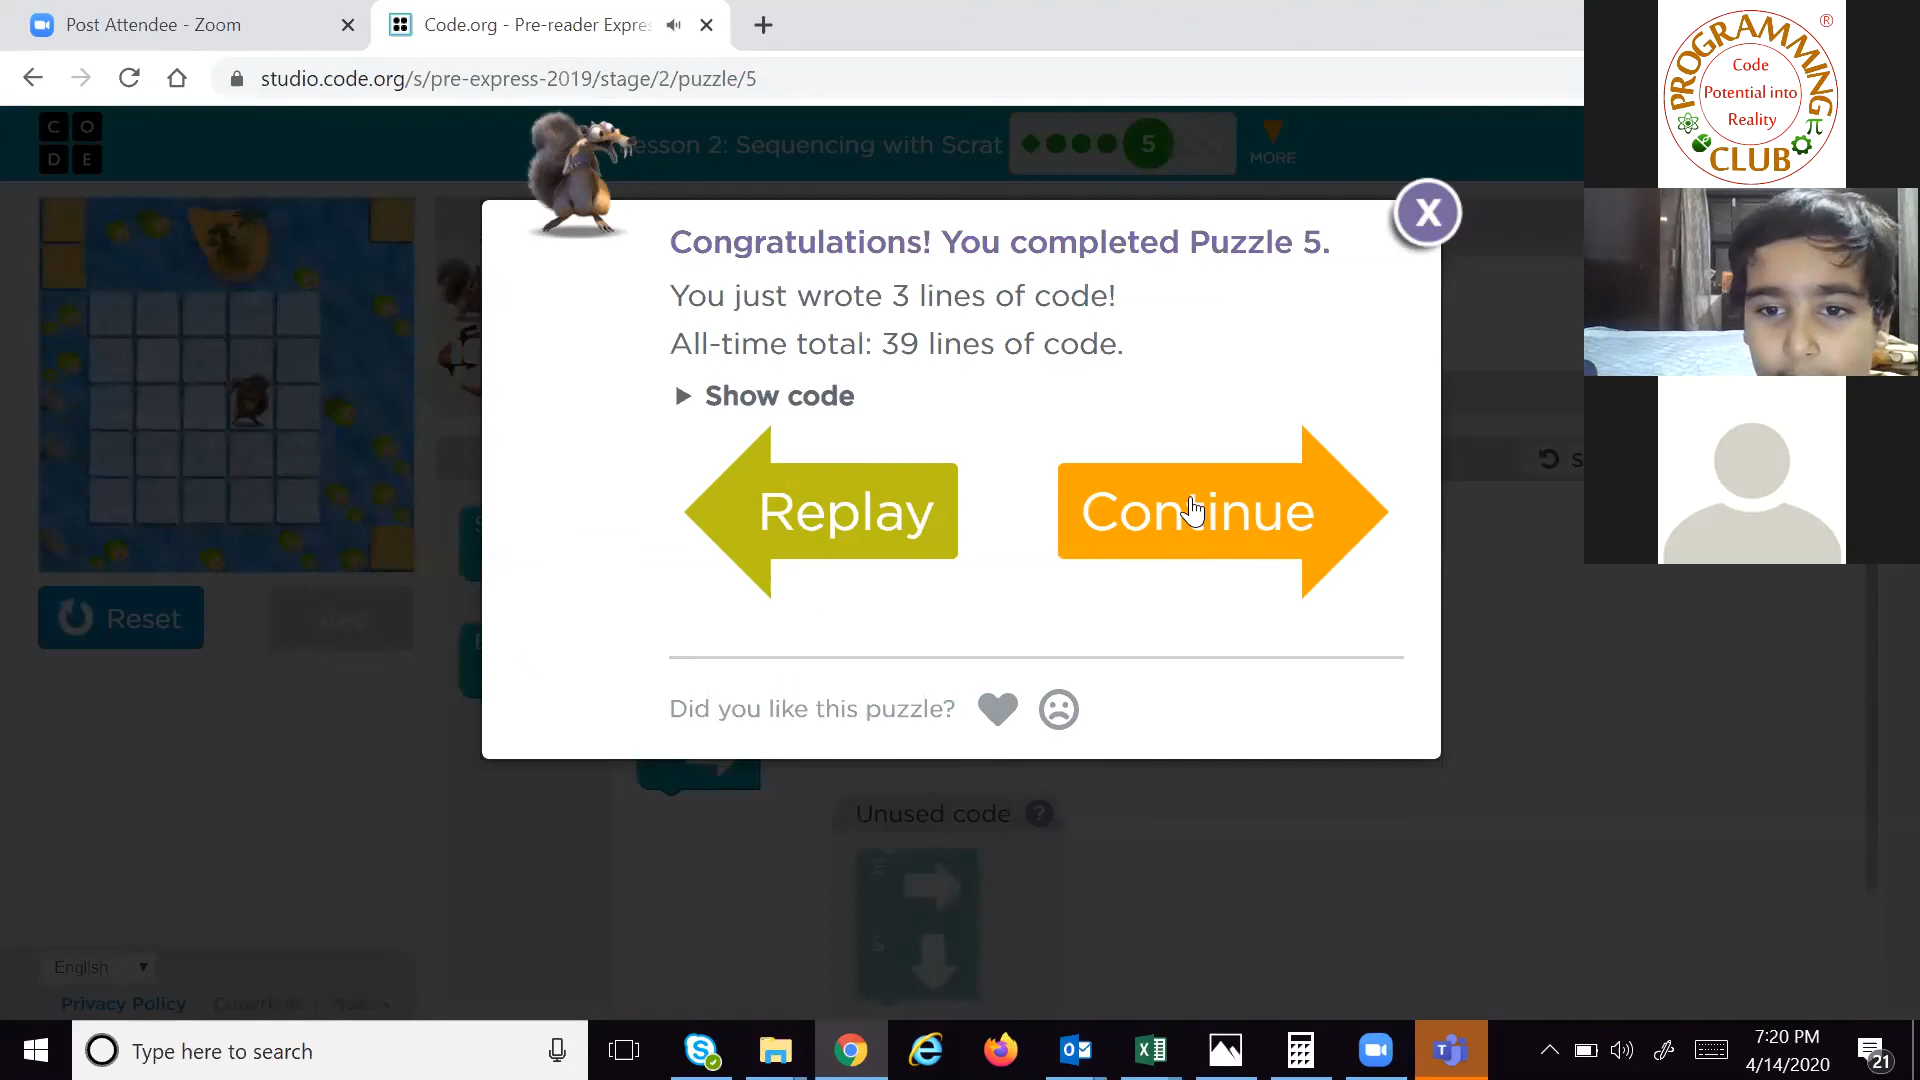 Post Attendee - Zoom
Code.org - Pre-reader Expre
studio.code.org/s/pre-express-2019/stage/2/puzzle/5
C O
D E
esson 2: Sequencing with Scrat
5
MORE
Congratulations! You completed Puzzle 5.
You just wrote 3 lines of code!
All-time total: 39 lines of code.
Show code
Replay
Continue
Did you like this puzzle?
X
Reset
S
Unused code ?
English
Privacy Policy
PROGRAMMING
®
Code
Potential into
Reality
π
CLUB
Type here to search
7:20 PM
4/14/2020
21